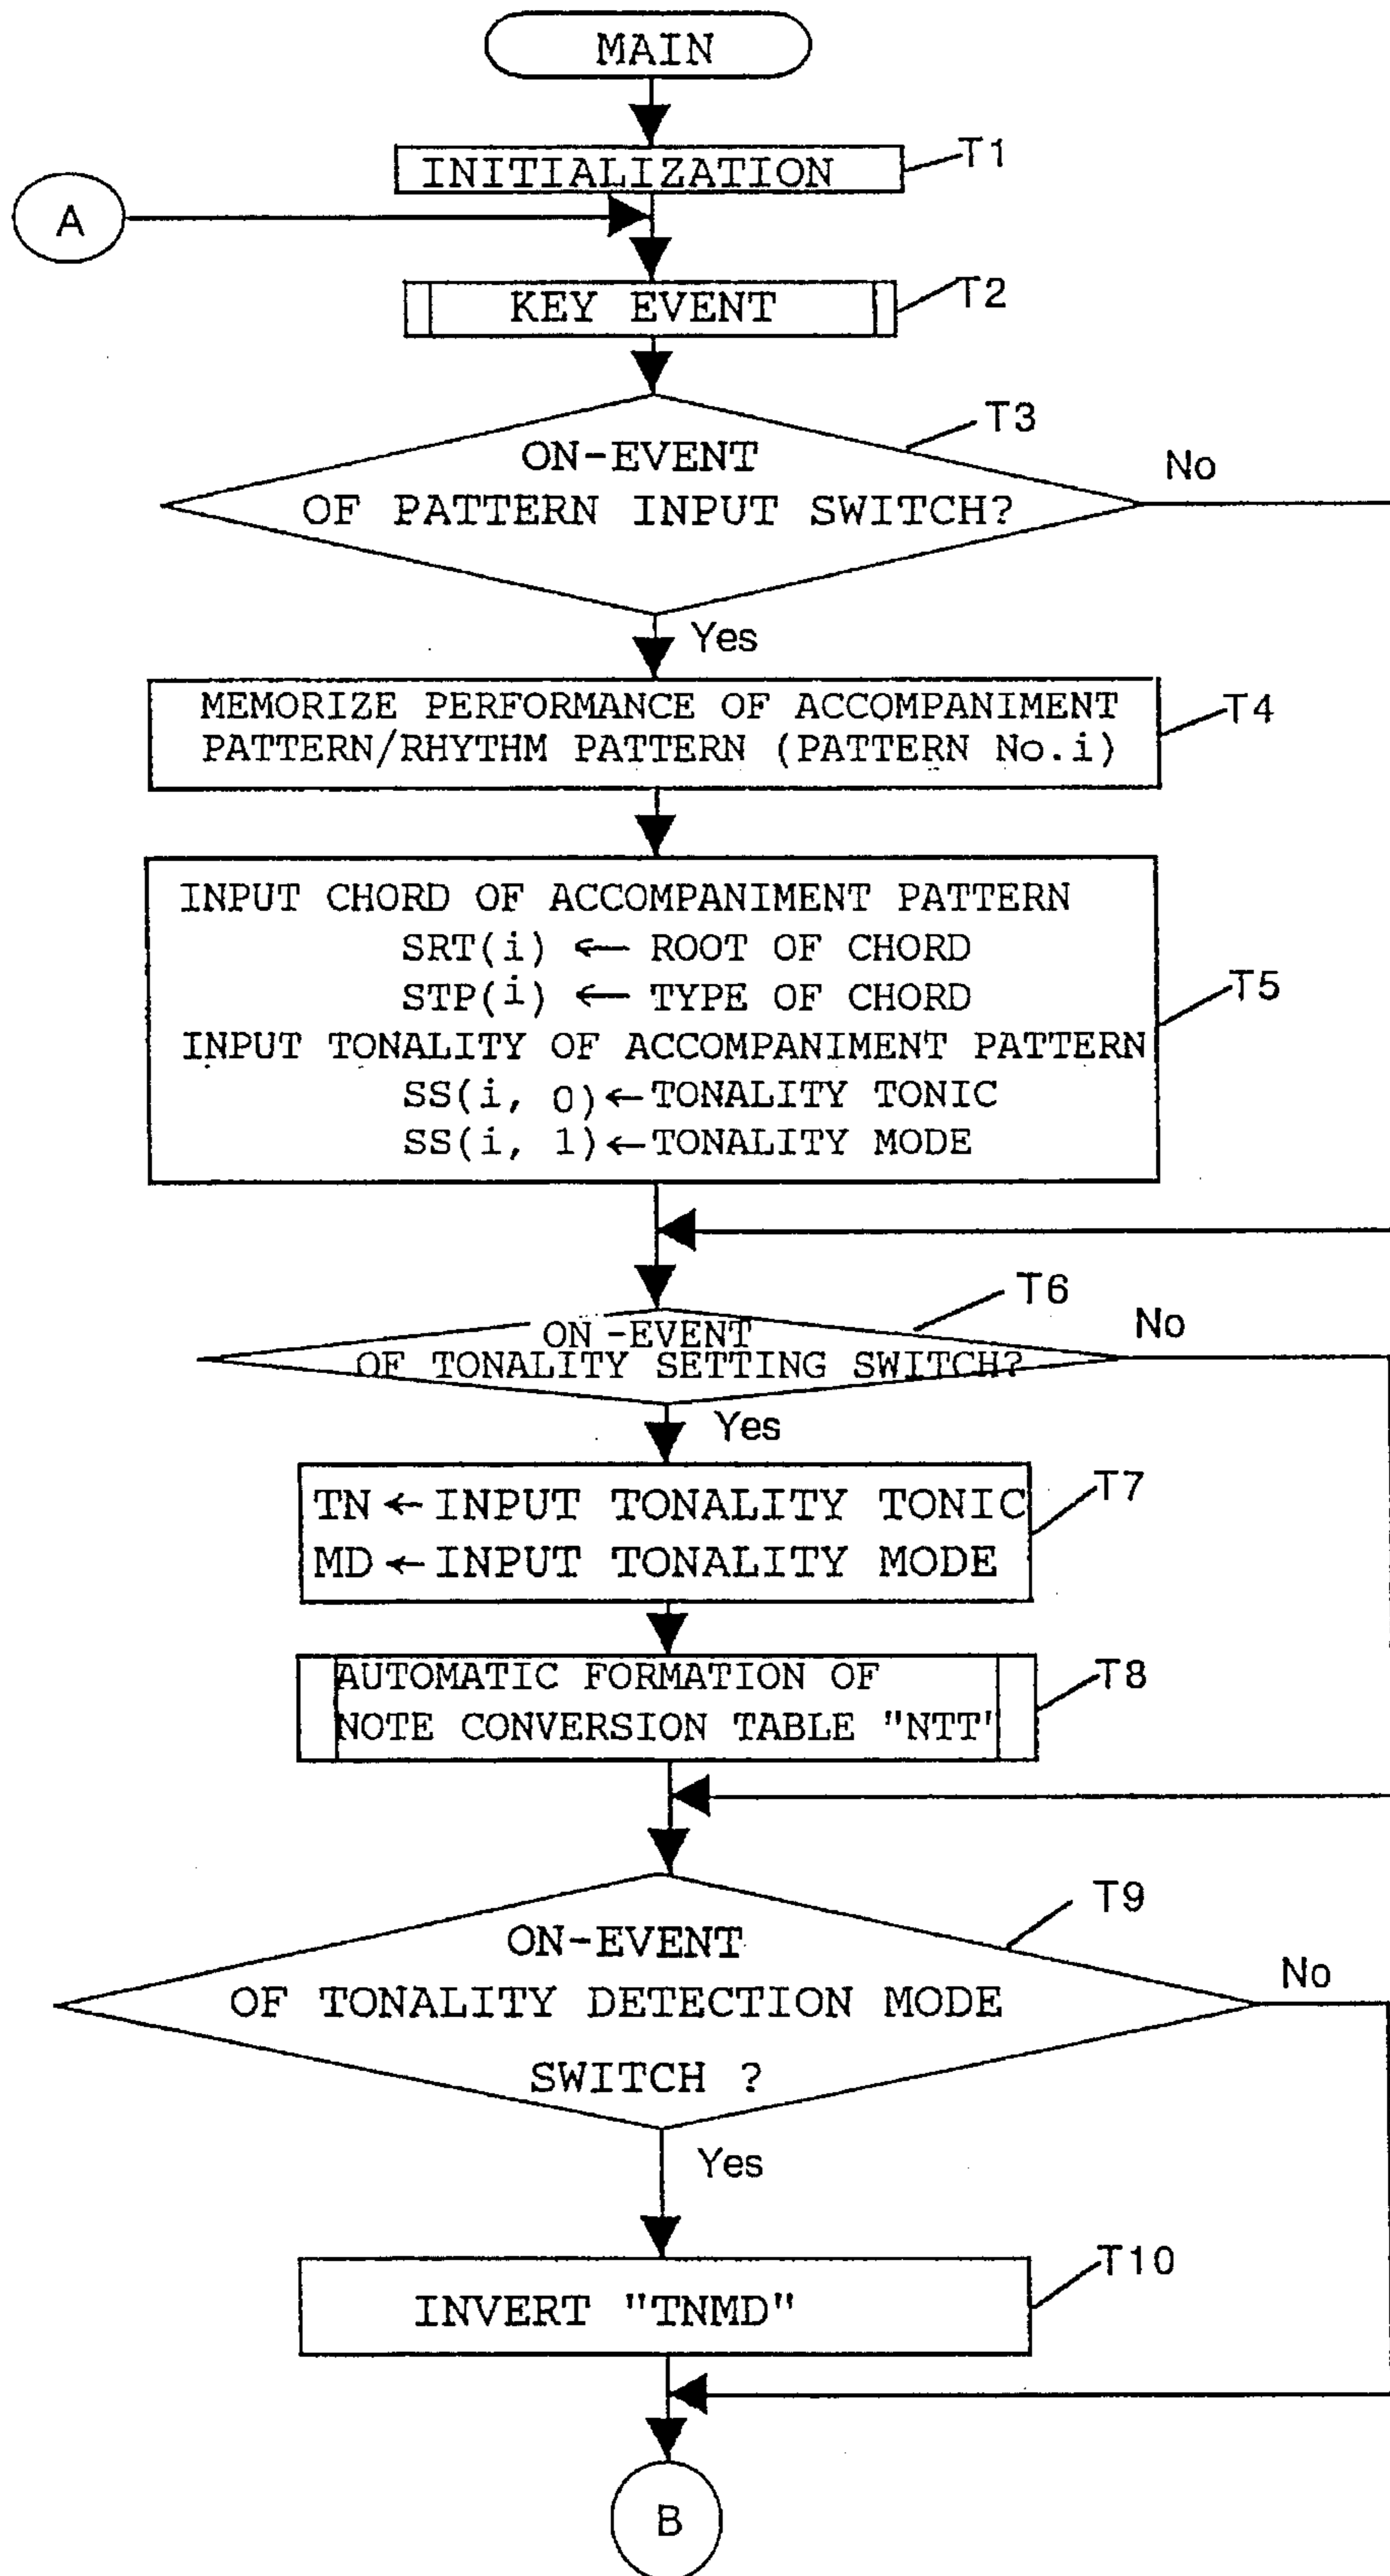 MAIN
INITIALIZATION
T1
A
KEY EVENT
T2
ON-EVENT
OF PATTERN INPUT SWITCH?
T3
No
Yes
MEMORIZE PERFORMANCE OF ACCOMPANIMENT
PATTERN/RHYTHM PATTERN (PATTERN No.i)
T4
INPUT CHORD OF ACCOMPANIMENT PATTERN
SRT(i) ← ROOT OF CHORD
STP(i) ← TYPE OF CHORD
INPUT TONALITY OF ACCOMPANIMENT PATTERN
SS(i, 0)←TONALITY TONIC
SS(i, 1)←TONALITY MODE
T5
ON-EVENT
OF TONALITY SETTING SWITCH?
T6
No
Yes
TN←INPUT TONALITY TONIC
MD←INPUT TONALITY MODE
T7
AUTOMATIC FORMATION OF
NOTE CONVERSION TABLE "NTT'
T8
ON-EVENT
OF TONALITY DETECTION MODE
SWITCH ?
T9
No
Yes
INVERT "TNMD"
T10
B